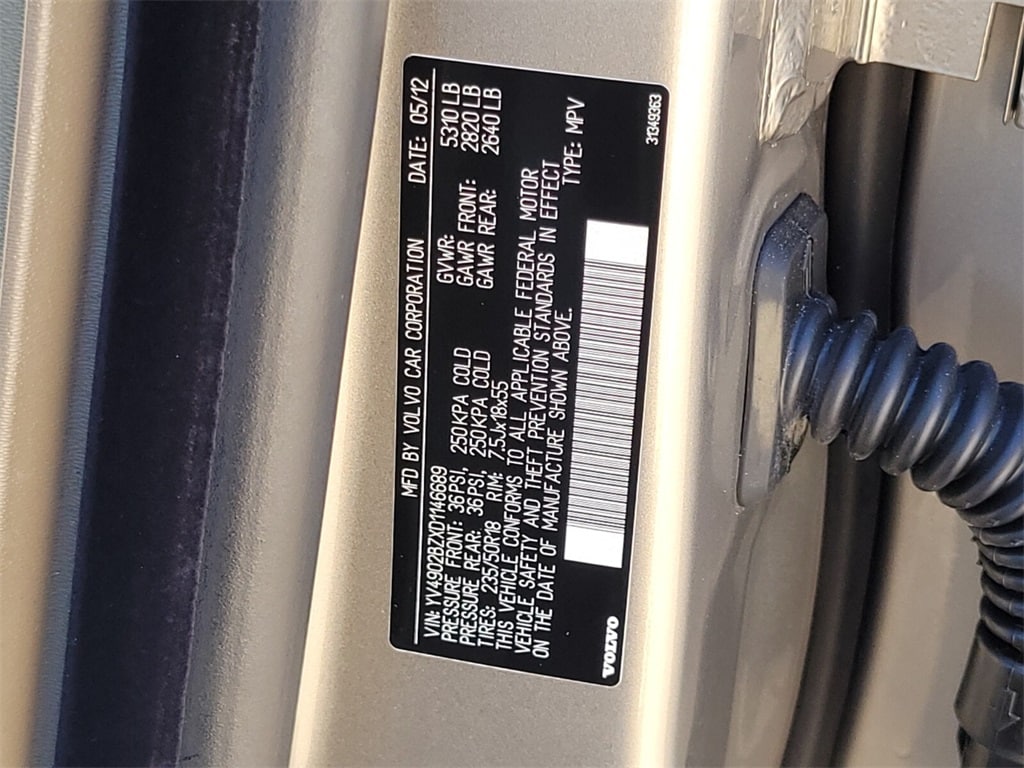 MFD BY VOLVO CAR CORPORATION DATE: 05/12
VIN: YV4902BZXD1146689 GVWR: 5310 LB
PRESSURE FRONT: 36PSI, 250KPA COLD GAWR FRONT: 2820 LB
PRESSURE REAR: 36PSI, 250KPA COLD GAWR REAR: 2640 LB
TIRES: 235/50R18 RIM: 7.5Jx18x55
THIS VEHICLE CONFORMS TO ALL APPLICABLE FEDERAL MOTOR
VEHICLE SAFETY AND THEFT PREVENTION STANDARDS IN EFFECT
ON THE DATE OF MANUFACTURE SHOWN ABOVE.
TYPE: MPV
VOLVO
31349363